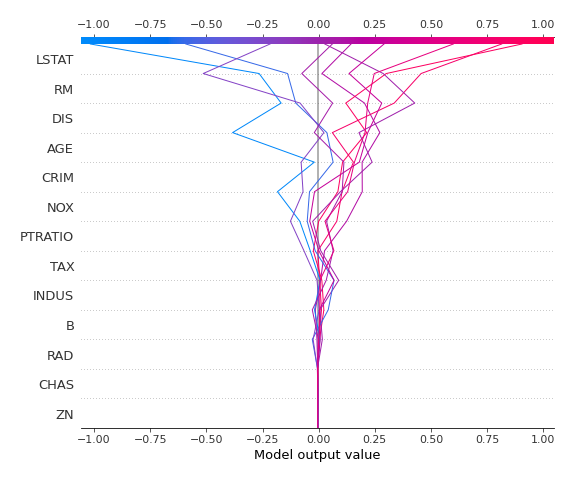 −1.00 −0.75 −0.50 −0.25 0.00 0.25 0.50 0.75 1.00
LSTAT
RM
DIS
AGE
CRIM
NOX
PTRATIO
TAX
INDUS
B
RAD
CHAS
ZN
−1.00 −0.75 −0.50 −0.25 0.00 0.25 0.50 0.75 1.00
Model output value